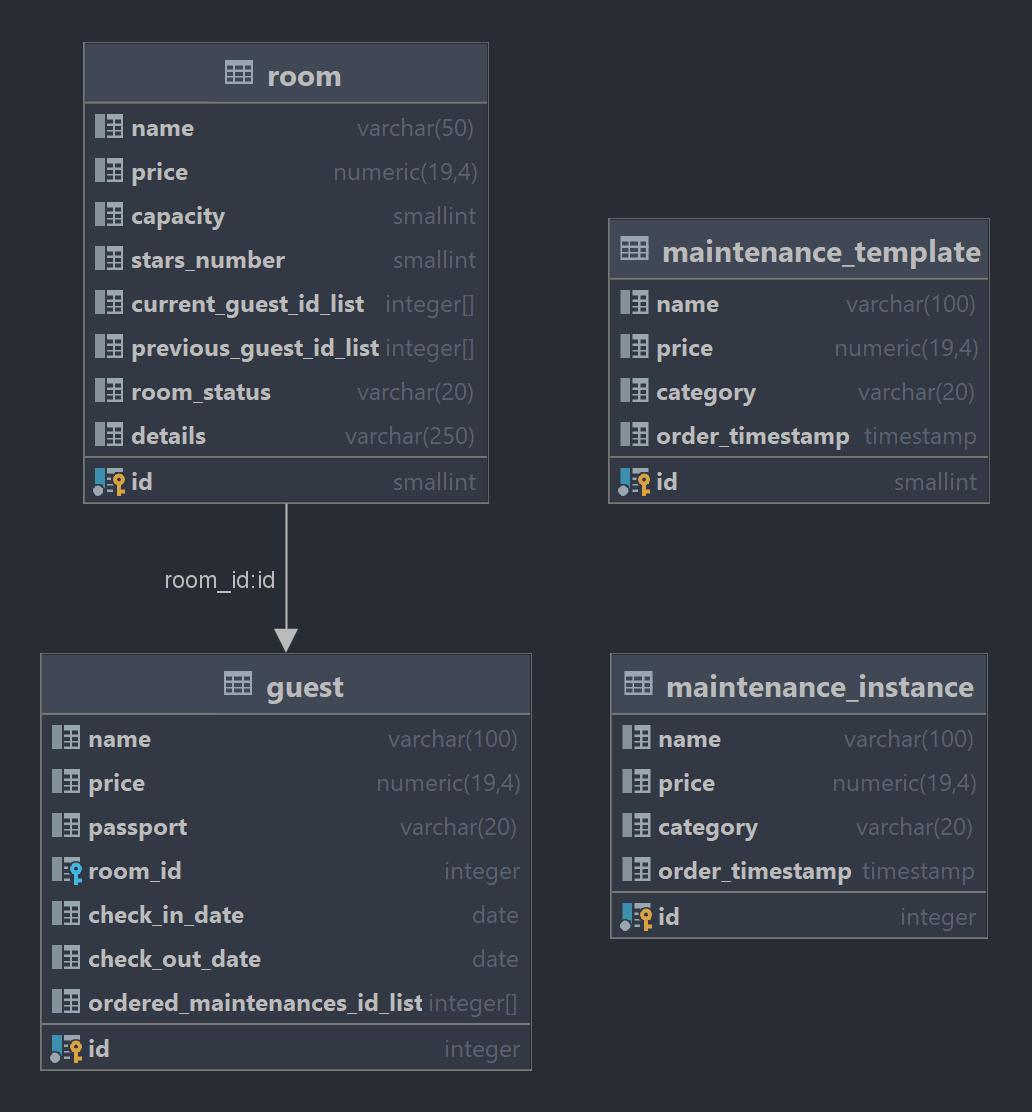 room
name varchar(50)
price numeric(19,4)
capacity smallint
stars_number smallint
current_guest_id_list integer[]
previous_guest_id_list integer[]
room_status varchar(20)
details varchar(250)
id smallint
maintenance_template
name varchar(100)
price numeric(19,4)
category varchar(20)
order_timestamp timestamp
id smallint
room_id:id
guest
name varchar(100)
price numeric(19,4)
passport varchar(20)
room_id integer
check_in_date date
check_out_date date
ordered_maintenances_id_list integer[]
id integer
maintenance_instance
name varchar(100)
price numeric(19,4)
category varchar(20)
order_timestamp timestamp
id integer